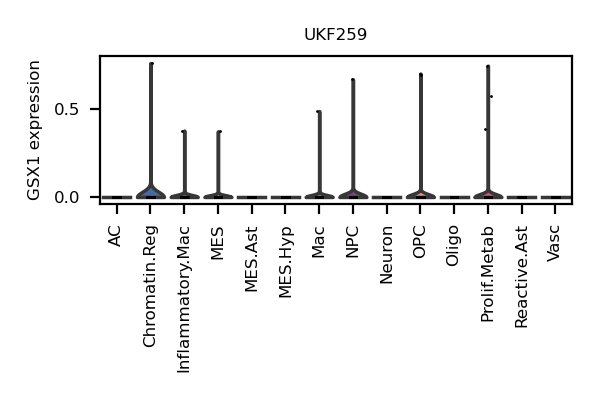 UKF259
GSX1 expression
0.5
0.0
AC
Chromatin.Reg
Inflammatory.Mac
MES
MES.Ast
MES.Hyp
Mac
NPC
Neuron
OPC
Oligo
Prolif.Metab
Reactive.Ast
Vasc